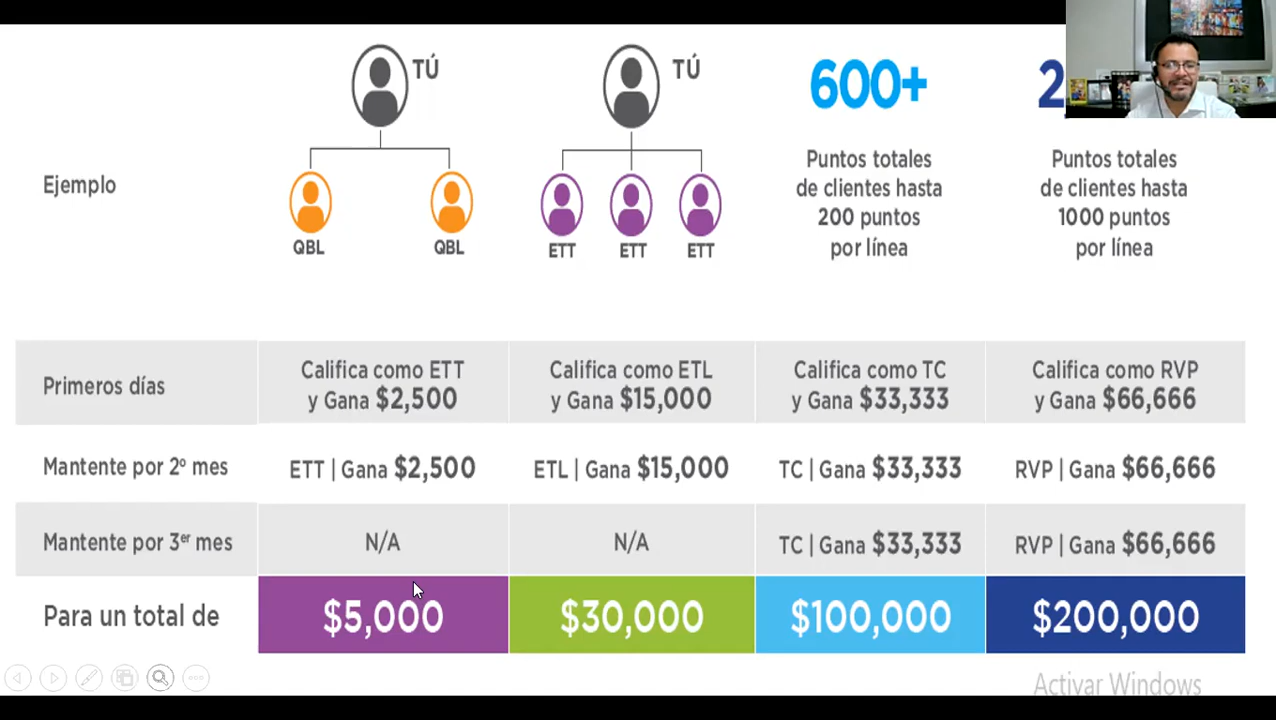 TÚ
TÚ
600+
2,
Ejemplo
QBL
QBL
ETT
ETT
ETT
Puntos totales
de clientes hasta
200 puntos
por línea
Puntos totales
de clientes hasta
1000 puntos
por línea
Primeros días
Califica como ETT
y Gana $2,500
Califica como ETL
y Gana $15,000
Califica como TC
y Gana $33,333
Califica como RVP
y Gana $66,666
Mantente por 2º mes
ETT | Gana $2,500
ETL | Gana $15,000
TC | Gana $33,333
RVP | Gana $66,666
Mantente por 3er mes
N/A
N/A
TC | Gana $33,333
RVP | Gana $66,666
Para un total de
$5,000
$30,000
$100,000
$200,000
Activar Windows